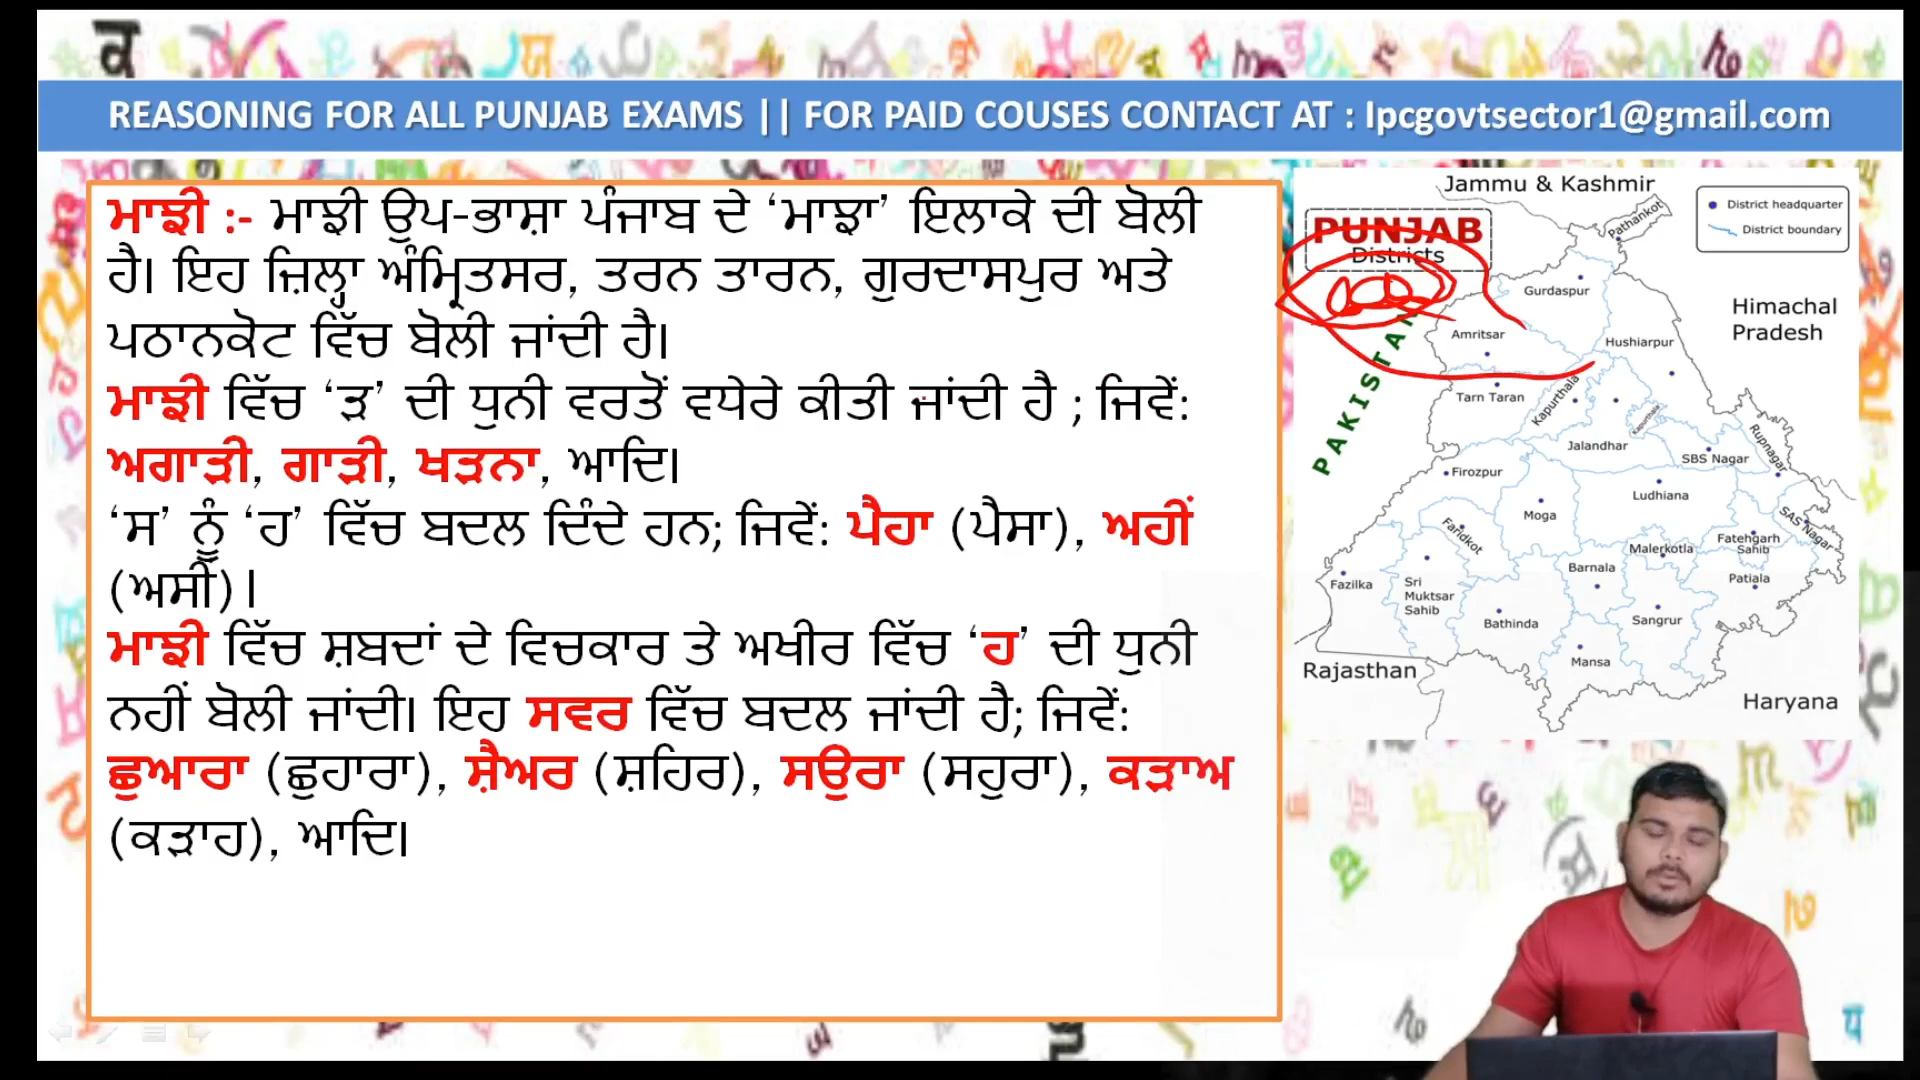 REASONING FOR ALL PUNJAB EXAMS || FOR PAID COUSES CONTACT AT : Ipcgovtsector1@gmail.com
ਮਾਝੀ :- ਮਾਝੀ ਉਪ-ਭਾਸ਼ਾ ਪੰਜਾਬ ਦੇ ‘ਮਾਝਾ’ ਇਲਾਕੇ ਦੀ ਬੋਲੀ
ਹੈ। ਇਹ ਜ਼ਿਲ੍ਹਾ ਅੰਮ੍ਰਿਤਸਰ, ਤਰਨ ਤਾਰਨ, ਗੁਰਦਾਸਪੁਰ ਅਤੇ
ਪਠਾਨਕੋਟ ਵਿੱਚ ਬੋਲੀ ਜਾਂਦੀ ਹੈ।
ਮਾਝੀ ਵਿੱਚ ‘ੜ’ ਦੀ ਧੁਨੀ ਵਰਤੋਂ ਵਧੇਰੇ ਕੀਤੀ ਜਾਂਦੀ ਹੈ ; ਜਿਵੇਂ:
ਅਗਾੜੀ, ਗਾੜੀ, ਖੜਨਾ, ਆਦਿ।
‘ਸ’ ਨੂੰ ‘ਹ’ ਵਿੱਚ ਬਦਲ ਦਿੰਦੇ ਹਨ; ਜਿਵੇਂ: ਪੈਹਾ (ਪੈਸਾ), ਅਹੀਂ
(ਅਸੀਂ) ।
ਮਾਝੀ ਵਿੱਚ ਸ਼ਬਦਾਂ ਦੇ ਵਿਚਕਾਰ ਤੇ ਅਖੀਰ ਵਿੱਚ ‘ਹ’ ਦੀ ਧੁਨੀ
ਨਹੀਂ ਬੋਲੀ ਜਾਂਦੀ। ਇਹ ਸਵਰ ਵਿੱਚ ਬਦਲ ਜਾਂਦੀ ਹੈ; ਜਿਵੇਂ:
ਛੁਆਰਾ (ਛੁਹਾਰਾ), ਸ਼ੈਅਰ (ਸ਼ਹਿਰ), ਸਉਰਾ (ਸਹੁਰਾ), ਕੜਾਅ
(ਕੜਾਹ), ਆਦਿ।
Jammu & Kashmir
PUNJAB
Districts
District headquarter
District boundary
Pathankot
Gurdaspur
Himachal
Pradesh
PAKISTAN
Amritsar
Hushiarpur
Tarn Taran
Kapurthala
Kapurthala
Jalandhar
SBS Nagar
Rupnagar
Firozpur
Ludhiana
Moga
SAS Nagar
Faridkot
Malerkotla
Fatehgarh
Sahib
Fazilka
Sri
Muktsar
Sahib
Barnala
Patiala
Bathinda
Sangrur
Mansa
Rajasthan
Haryana